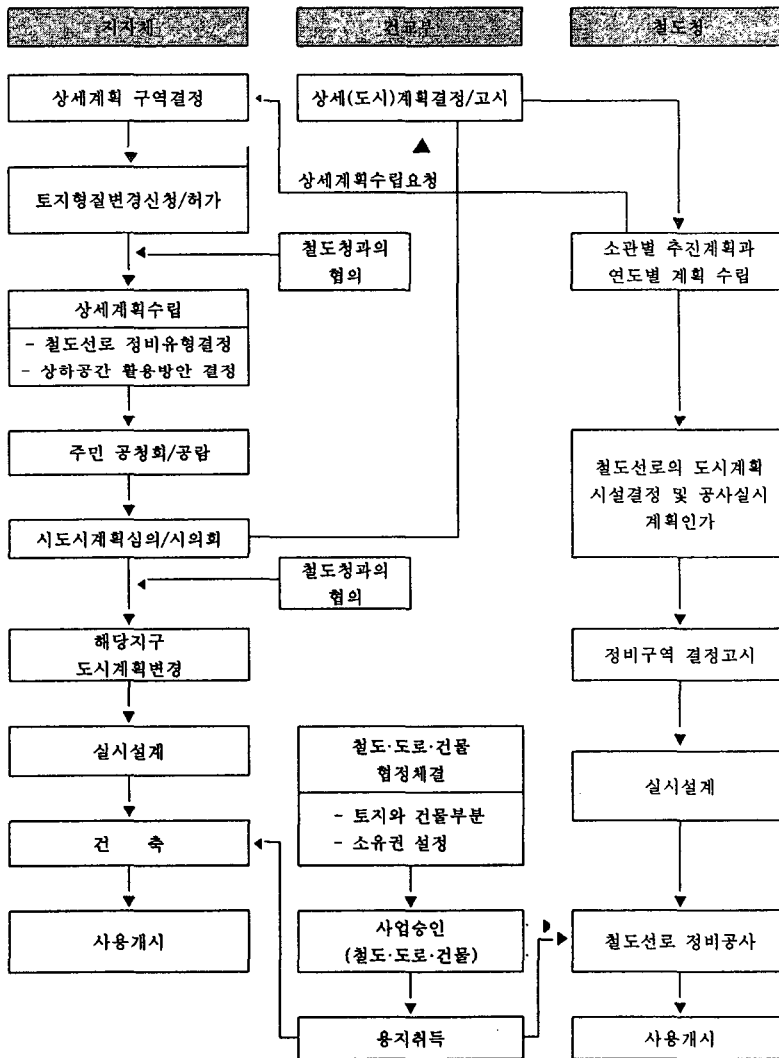 지자체
건교부
철도청
상세계획 구역결정
상세(도시)계획결정/고시
토지형질변경신청/허가
상세계획수립요청
철도청과의
협의
소관별 추진계획과
연도별 계획 수립
상세계획수립
- 철도선로 정비유형결정
- 상하공간 활용방안 결정
주민 공청회/공람
철도선로의 도시계획
시설결정 및 공사실시
계획인가
시도시계획심의/시의회
철도청과의
협의
해당지구
도시계획변경
정비구역 결정고시
실시설계
철도·도로·건물
협정체결
- 토지와 건물부분
- 소유권 설정
실시설계
건 축
사용개시
사업승인
(철도·도로·건물)
철도선로 정비공사
용지취득
사용개시